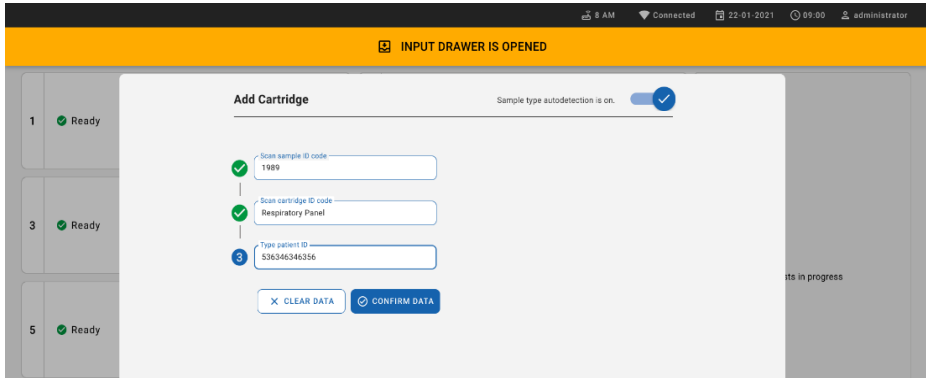 8 AM Connected 22-01-2021 09:00 administrator
INPUT DRAWER IS OPENED
Add Cartridge
Sample type autodetection is on.
1 Ready
Scan sample ID code
1989
Scan cartridge ID code
Respiratory Panel
3 Ready
Type patient ID
3 536346346356
sts in progress
CLEAR DATA CONFIRM DATA
5 Ready